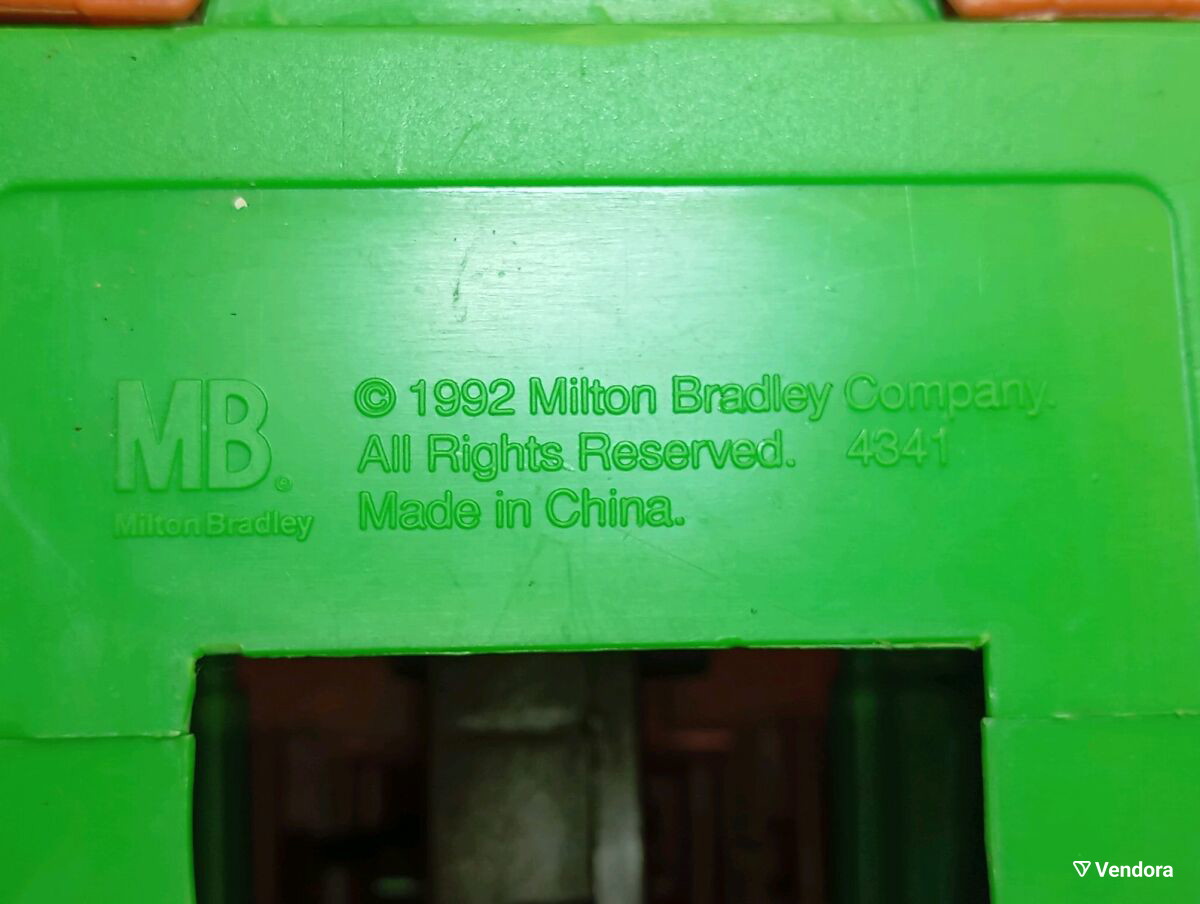 MB®
Milton Bradley
© 1992 Milton Bradley Company.
All Rights Reserved. 4341
Made in China.
Vendora